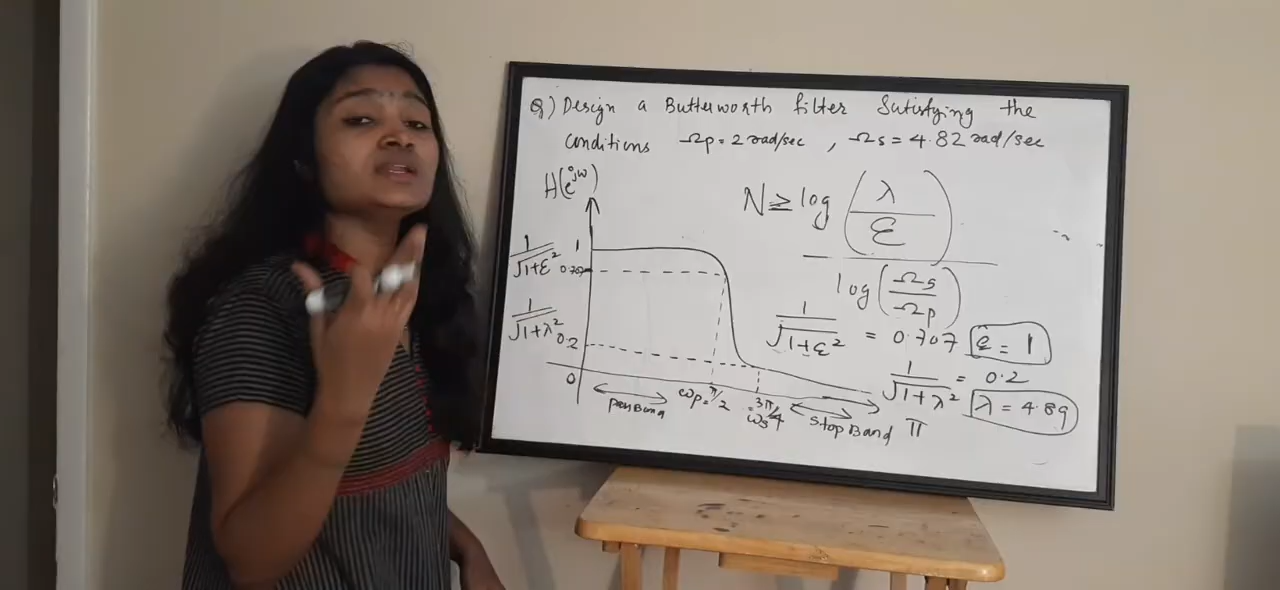 Q) Design a Butterworth filter Satisfying the
conditions Ωp = 2 rad/sec , Ωs = 4.82 rad/sec
H(e^jω)
N ≥ log (λ/ε)
log (Ωs/Ωp)
1/√1+ε² 1
0.707
1/√1+λ² 0.2
0
Pass Band
ωp = π/2
ωs = 3π/4
Stop Band
π
1/√1+ε² = 0.707 ε = 1
1/√1+λ² = 0.2
λ = 4.89